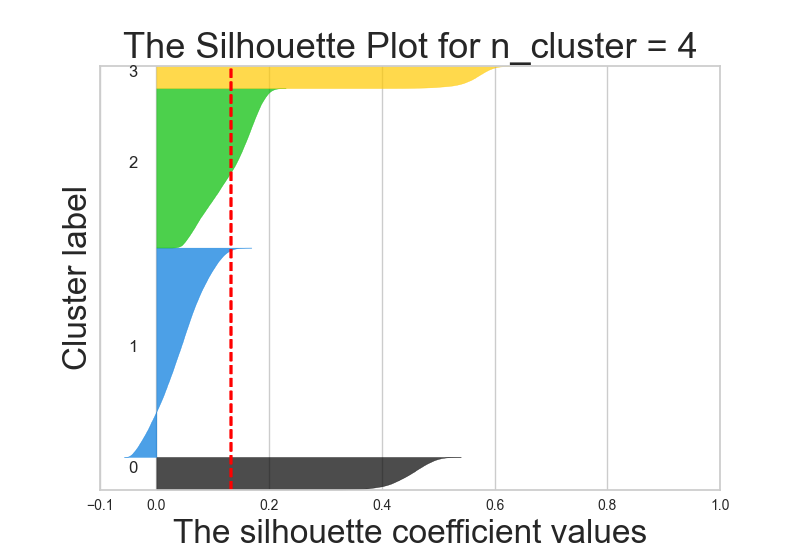 The Silhouette Plot for n_cluster = 4
3
2
Cluster label
1
0
−0.1 0.0 0.2 0.4 0.6 0.8 1.0
The silhouette coefficient values